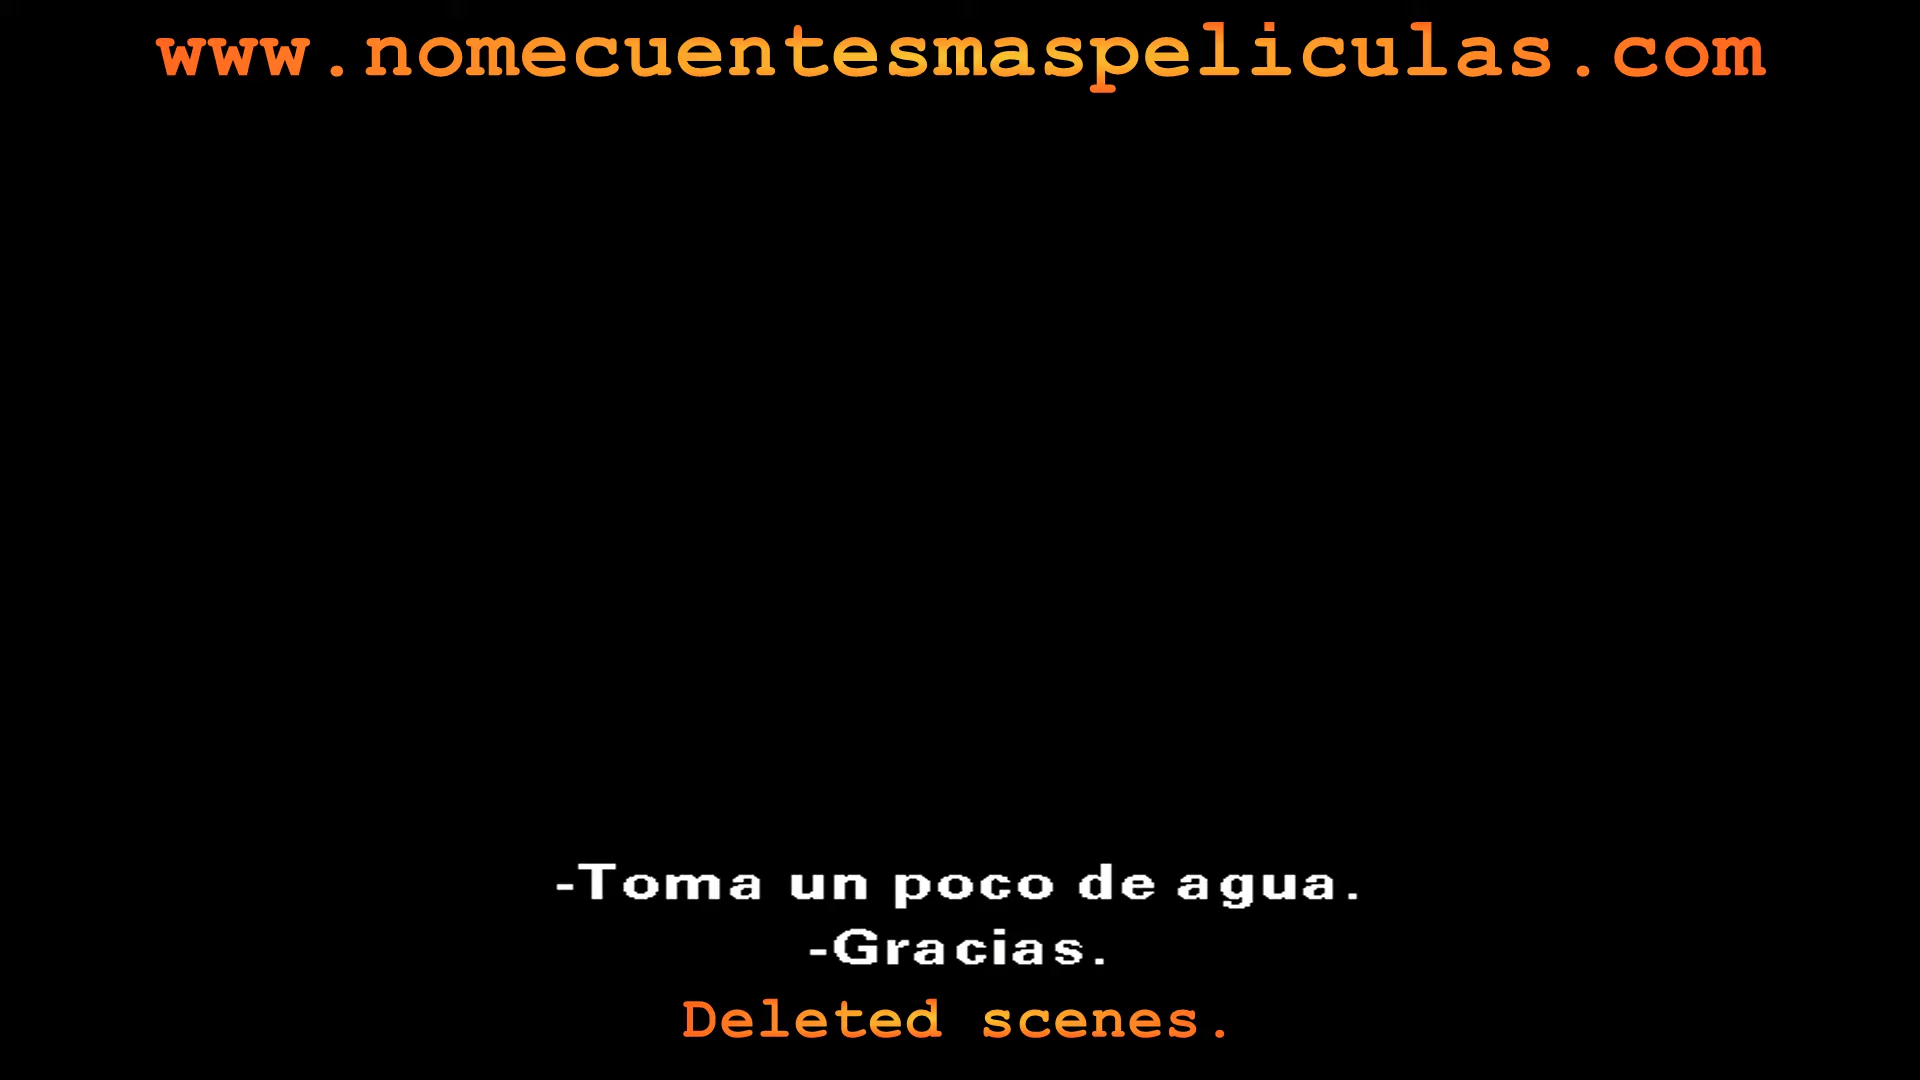 www.nomecuentesmaspeliculas.com
-Toma un poco de agua.
-Gracias.
Deleted scenes.